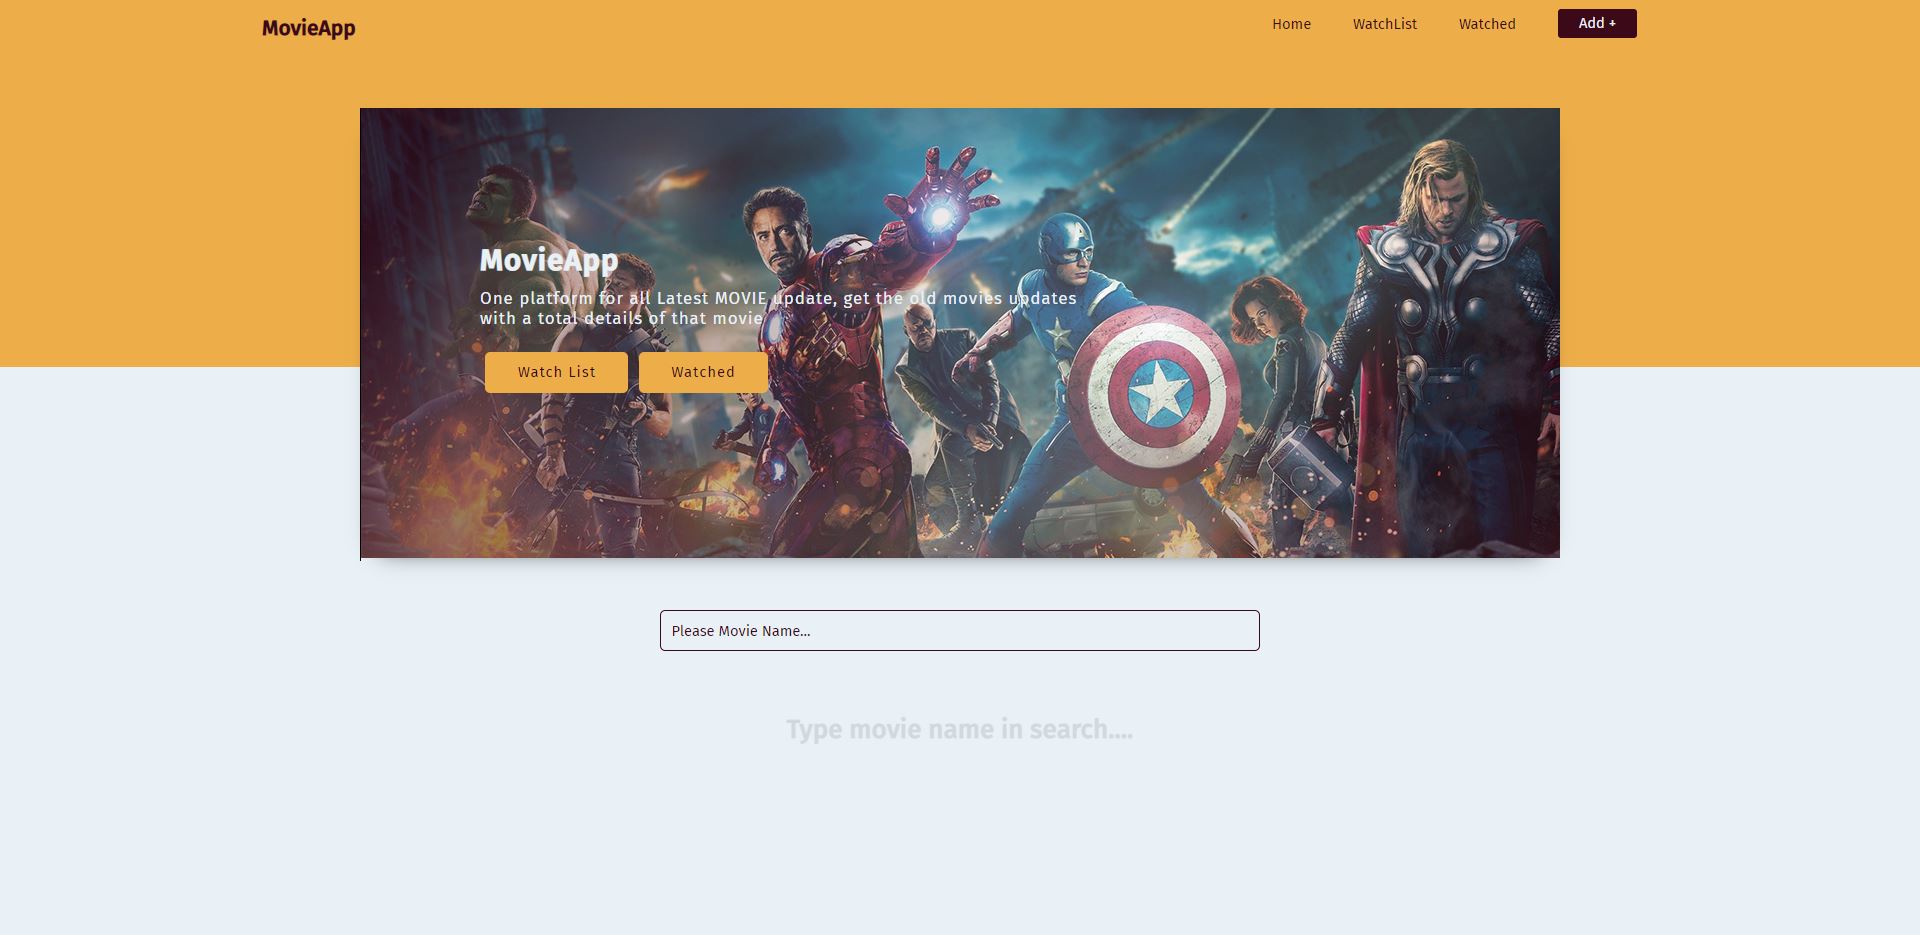 MovieApp
Home
WatchList
Watched
Add +
MovieApp
One platform for all Latest MOVIE update, get the old movies updates
with a total details of that movie
Watch List
Watched
Please Movie Name...
Type movie name in search....